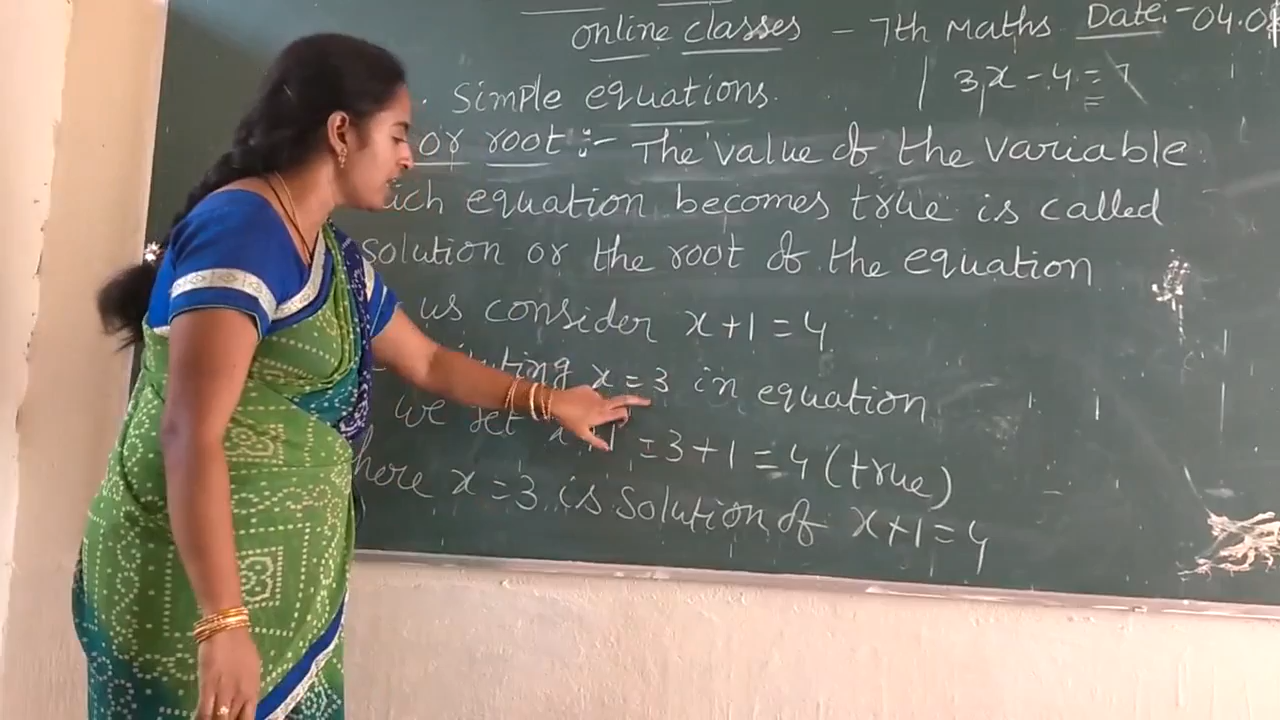 online classes - 7th Maths Date:-04.0
Simple equations.
3x-4=7
or root :- The value of the variable
equation becomes true is called
solution or the root of the equation
us consider x+1=4
x=3 in equation
we get =3+1=4 (true)
here x=3 is solution of x+1=4